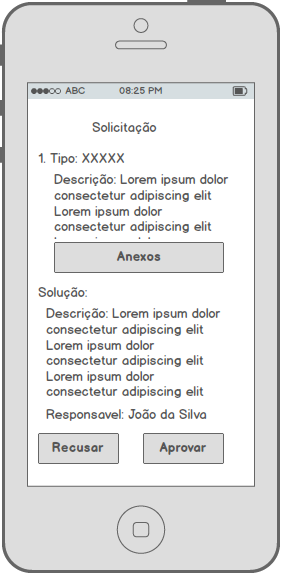 ABC 08:25 PM
Solicitação
1. Tipo: XXXXX
Descrição: Lorem ipsum dolor
consectetur adipiscing elit
Lorem ipsum dolor
consectetur adipiscing elit
Anexos
Solução:
Descrição: Lorem ipsum dolor
consectetur adipiscing elit
Lorem ipsum dolor
consectetur adipiscing elit
Lorem ipsum dolor
consectetur adipiscing elit
Responsavel: João da Silva
Recusar Aprovar